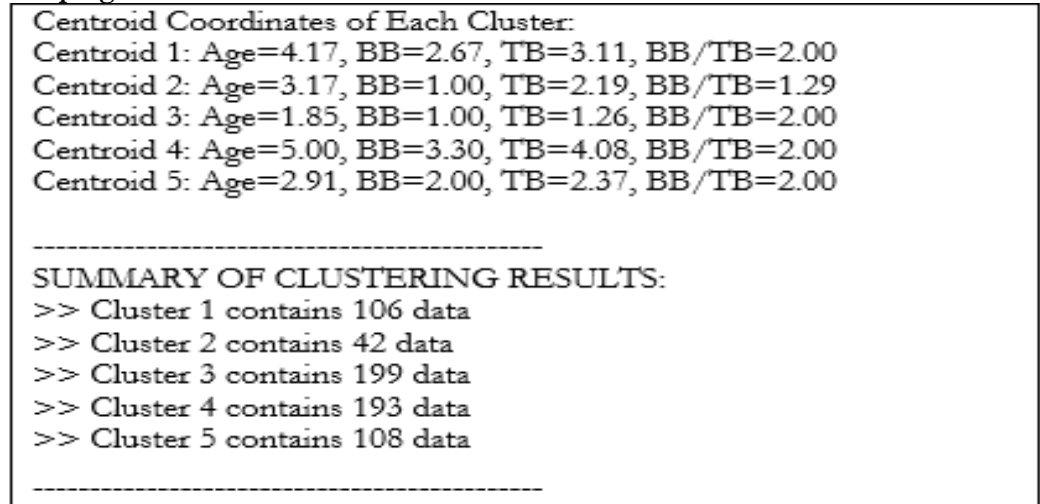 Centroid Coordinates of Each Cluster:
Centroid 1: Age=4.17, BB=2.67, TB=3.11, BB/TB=2.00
Centroid 2: Age=3.17, BB=1.00, TB=2.19, BB/TB=1.29
Centroid 3: Age=1.85, BB=1.00, TB=1.26, BB/TB=2.00
Centroid 4: Age=5.00, BB=3.30, TB=4.08, BB/TB=2.00
Centroid 5: Age=2.91, BB=2.00, TB=2.37, BB/TB=2.00
---------------------------------------------
SUMMARY OF CLUSTERING RESULTS:
>> Cluster 1 contains 106 data
>> Cluster 2 contains 42 data
>> Cluster 3 contains 199 data
>> Cluster 4 contains 193 data
>> Cluster 5 contains 108 data
---------------------------------------------